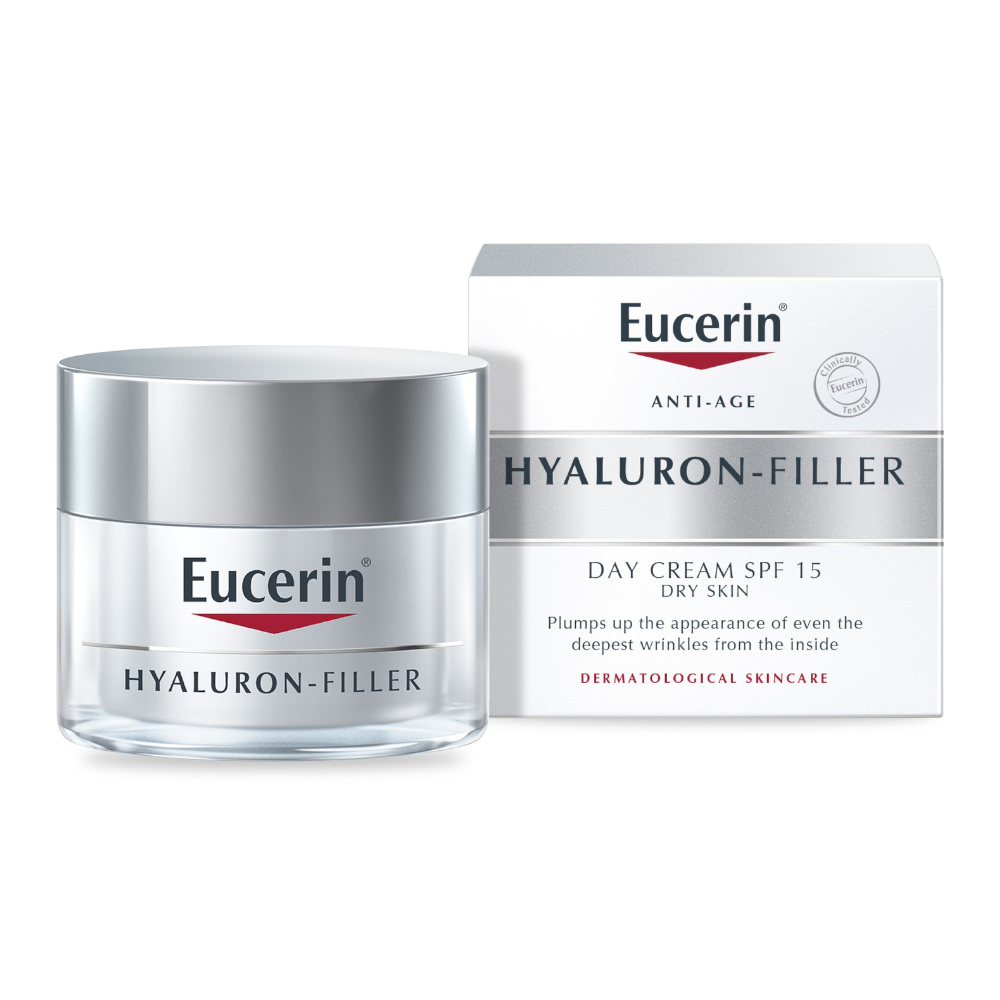 Eucerin®
HYALURON-FILLER
Eucerin®
ANTI-AGE
Clinically
Eucerin
Tested
HYALURON-FILLER
DAY CREAM SPF 15
DRY SKIN
Plumps up the appearance of even the
deepest wrinkles from the inside
DERMATOLOGICAL SKINCARE